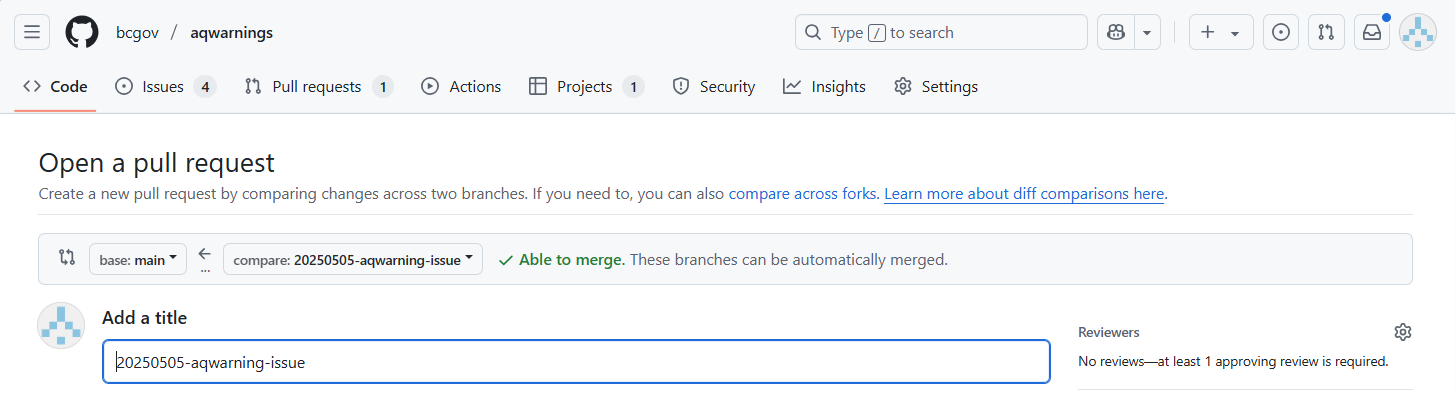 bcgov / aqwarnings
Type / to search
Code
Issues 4
Pull requests 1
Actions
Projects 1
Security
Insights
Settings
Open a pull request
Create a new pull request by comparing changes across two branches. If you need to, you can also compare across forks. Learn more about diff comparisons here.
base: main
...
compare: 20250505-aqwarning-issue
Able to merge. These branches can be automatically merged.
Add a title
20250505-aqwarning-issue
Reviewers
No reviews—at least 1 approving review is required.